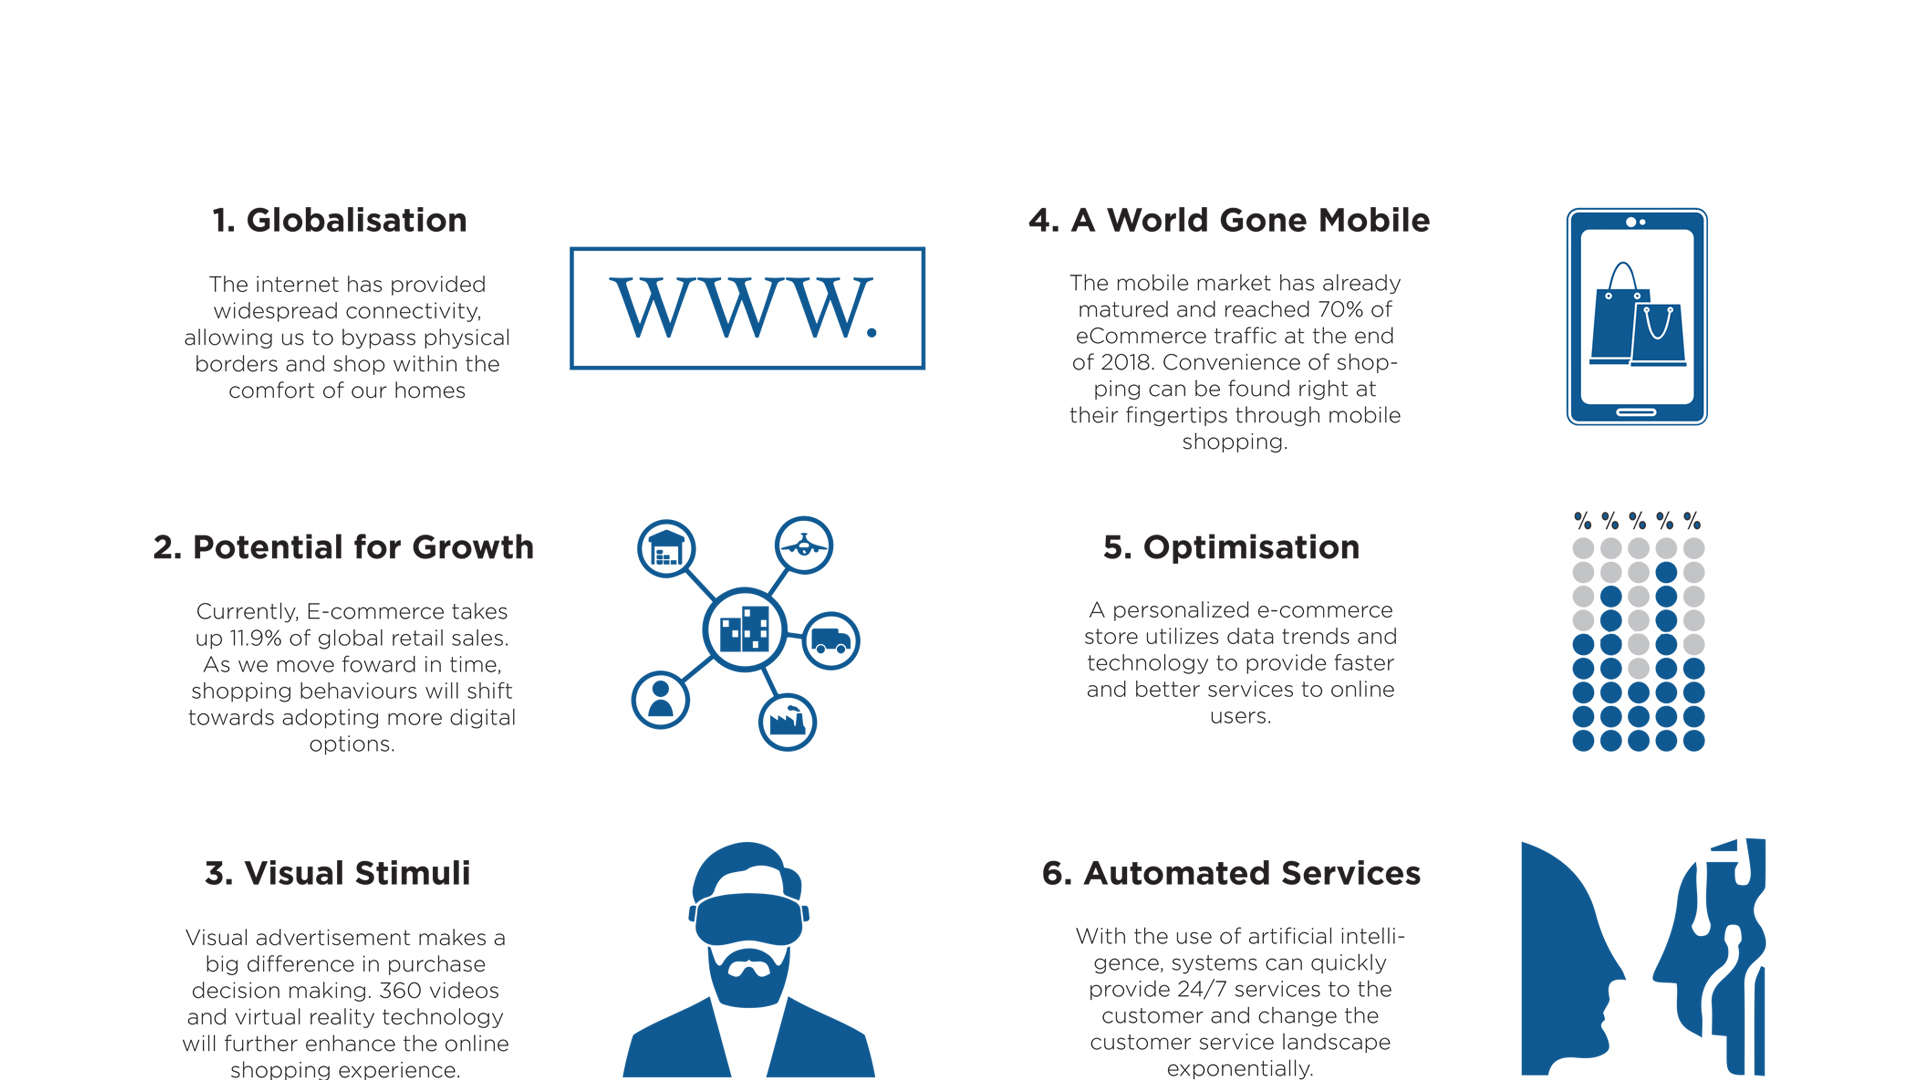 1. Globalisation
The internet has provided
widespread connectivity,
allowing us to bypass physical
borders and shop within the
comfort of our homes
WWW.
2. Potential for Growth
Currently, E-commerce takes
up 11.9% of global retail sales.
As we move foward in time,
shopping behaviours will shift
towards adopting more digital
options.
3. Visual Stimuli
Visual advertisement makes a
big difference in purchase
decision making. 360 videos
and virtual reality technology
will further enhance the online
shopping experience.
4. A World Gone Mobile
The mobile market has already
matured and reached 70% of
eCommerce traffic at the end
of 2018. Convenience of shop-
ping can be found right at
their fingertips through mobile
shopping.
5. Optimisation
A personalized e-commerce
store utilizes data trends and
technology to provide faster
and better services to online
users.
% % % % %
6. Automated Services
With the use of artificial intelli-
gence, systems can quickly
provide 24/7 services to the
customer and change the
customer service landscape
exponentially.